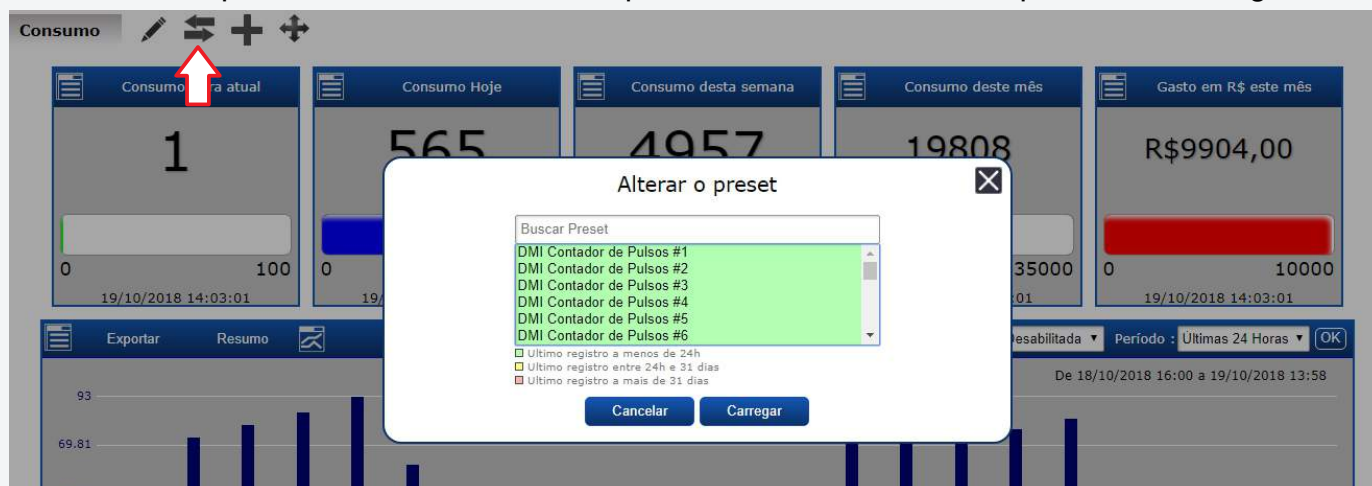 Consumo
Consumo atual
Consumo Hoje
Consumo desta semana
Consumo deste mês
Gasto em R$ este mês
1
565
4957
19808
R$9904,00
Alterar o preset
Buscar Preset
DMI Contador de Pulsos #1
DMI Contador de Pulsos #2
DMI Contador de Pulsos #3
DMI Contador de Pulsos #4
DMI Contador de Pulsos #5
DMI Contador de Pulsos #6
Ultimo registro a menos de 24h
Ultimo registro entre 24h e 31 dias
Ultimo registro a mais de 31 dias
Cancelar Carregar
0 100
0
35000
0 10000
19/10/2018 14:03:01
19/
:01
19/10/2018 14:03:01
Exportar Resumo
Desabilitada Período : Últimas 24 Horas OK
De 18/10/2018 16:00 a 19/10/2018 13:58
93
69.81